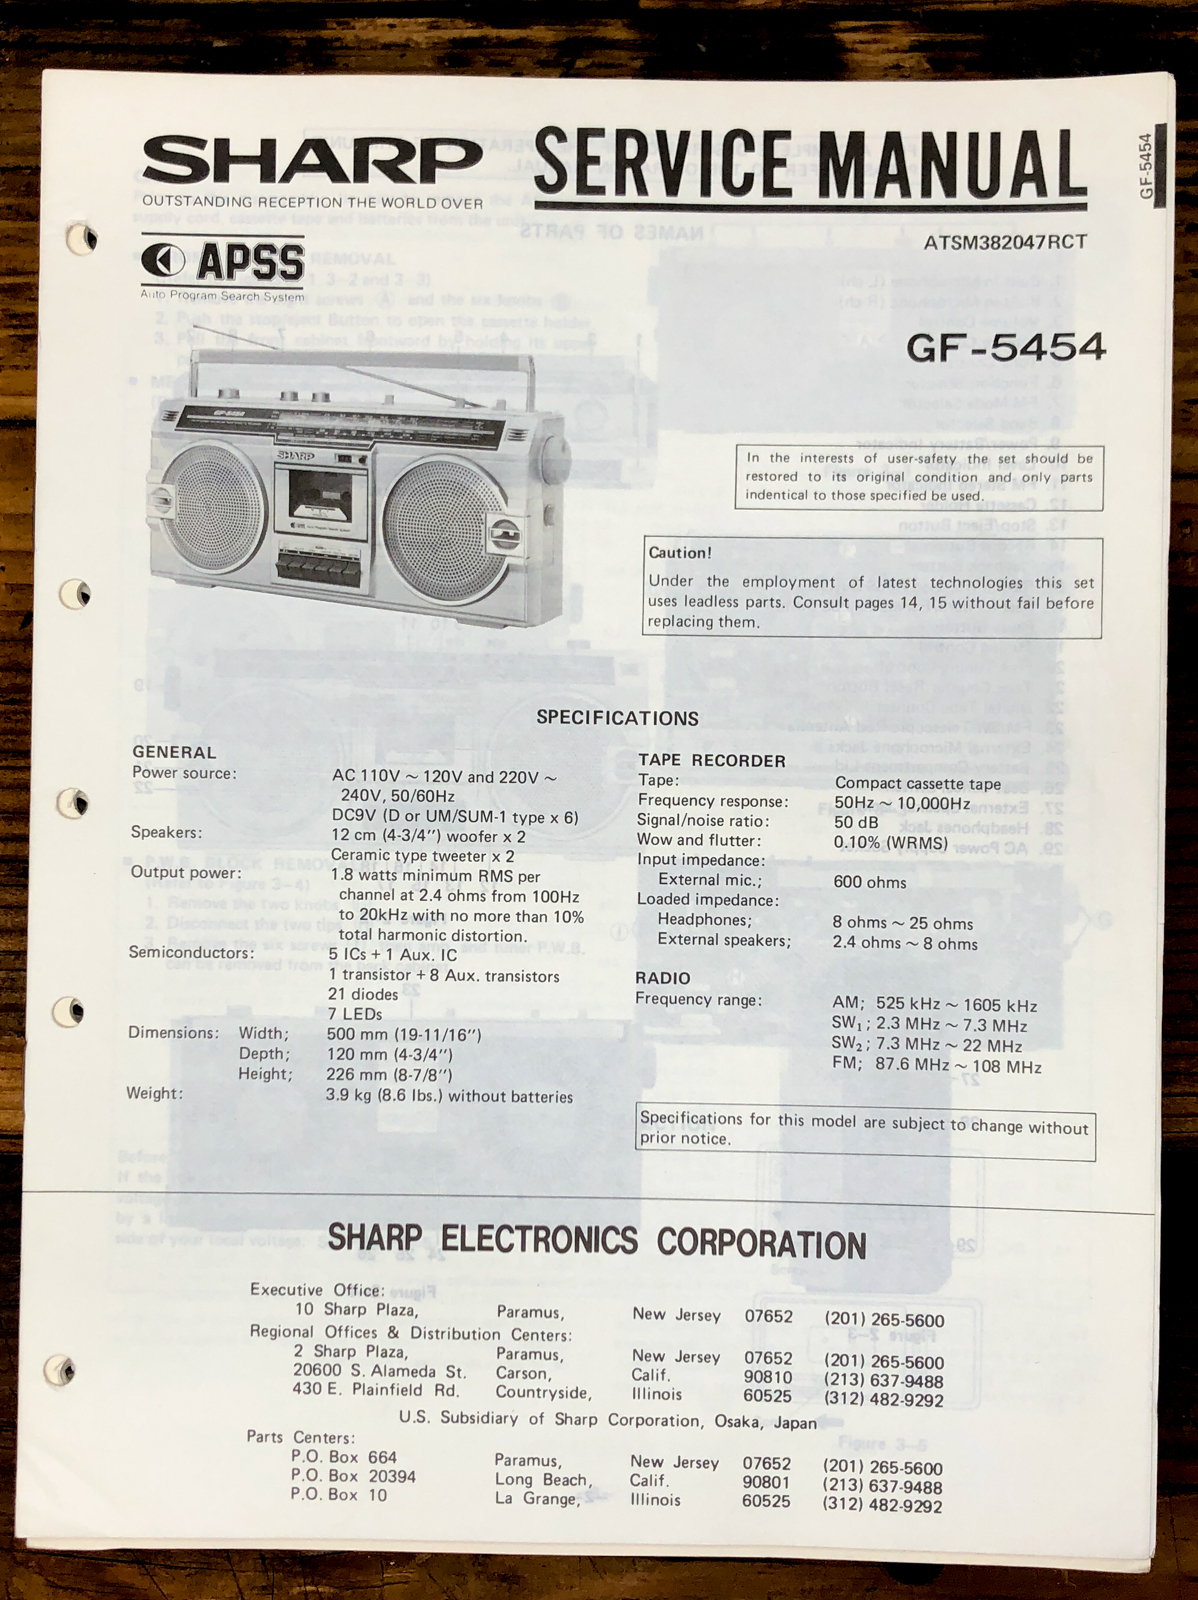 SHARP SERVICE MANUAL
OUTSTANDING RECEPTION THE WORLD OVER
GF-5454
ATSM382047RCT
APSS
Auto Program Search System
GF-5454
GF-5454
SHARP
APSS
In the interests of user-safety the set should be
restored to its original condition and only parts
indentical to those specified be used.
Caution!
Under the employment of latest technologies this set
uses leadless parts. Consult pages 14, 15 without fail before
replacing them.
SPECIFICATIONS
GENERAL
Power source: AC 110V ~ 120V and 220V ~
240V, 50/60Hz
DC9V (D or UM/SUM-1 type x 6)
Speakers: 12 cm (4-3/4") woofer x 2
Ceramic type tweeter x 2
Output power: 1.8 watts minimum RMS per
channel at 2.4 ohms from 100Hz
to 20kHz with no more than 10%
total harmonic distortion.
Semiconductors: 5 ICs + 1 Aux. IC
1 transistor + 8 Aux. transistors
21 diodes
7 LEDs
Dimensions: Width; 500 mm (19-11/16")
Depth; 120 mm (4-3/4")
Height; 226 mm (8-7/8")
Weight: 3.9 kg (8.6 lbs.) without batteries
TAPE RECORDER
Tape: Compact cassette tape
Frequency response: 50Hz ~ 10,000Hz
Signal/noise ratio: 50 dB
Wow and flutter: 0.10% (WRMS)
Input impedance:
External mic.; 600 ohms
Loaded impedance:
Headphones; 8 ohms ~ 25 ohms
External speakers; 2.4 ohms ~ 8 ohms
RADIO
Frequency range: AM; 525 kHz ~ 1605 kHz
SW1; 2.3 MHz ~ 7.3 MHz
SW2; 7.3 MHz ~ 22 MHz
FM; 87.6 MHz ~ 108 MHz
Specifications for this model are subject to change without
prior notice.
SHARP ELECTRONICS CORPORATION
Executive Office:
10 Sharp Plaza, Paramus, New Jersey 07652 (201) 265-5600
Regional Offices & Distribution Centers:
2 Sharp Plaza, Paramus, New Jersey 07652 (201) 265-5600
20600 S. Alameda St. Carson, Calif. 90810 (213) 637-9488
430 E. Plainfield Rd. Countryside, Illinois 60525 (312) 482-9292
U.S. Subsidiary of Sharp Corporation, Osaka, Japan
Parts Centers:
P.O. Box 664 Paramus, New Jersey 07652 (201) 265-5600
P.O. Box 20394 Long Beach, Calif. 90801 (213) 637-9488
P.O. Box 10 La Grange, Illinois 60525 (312) 482-9292